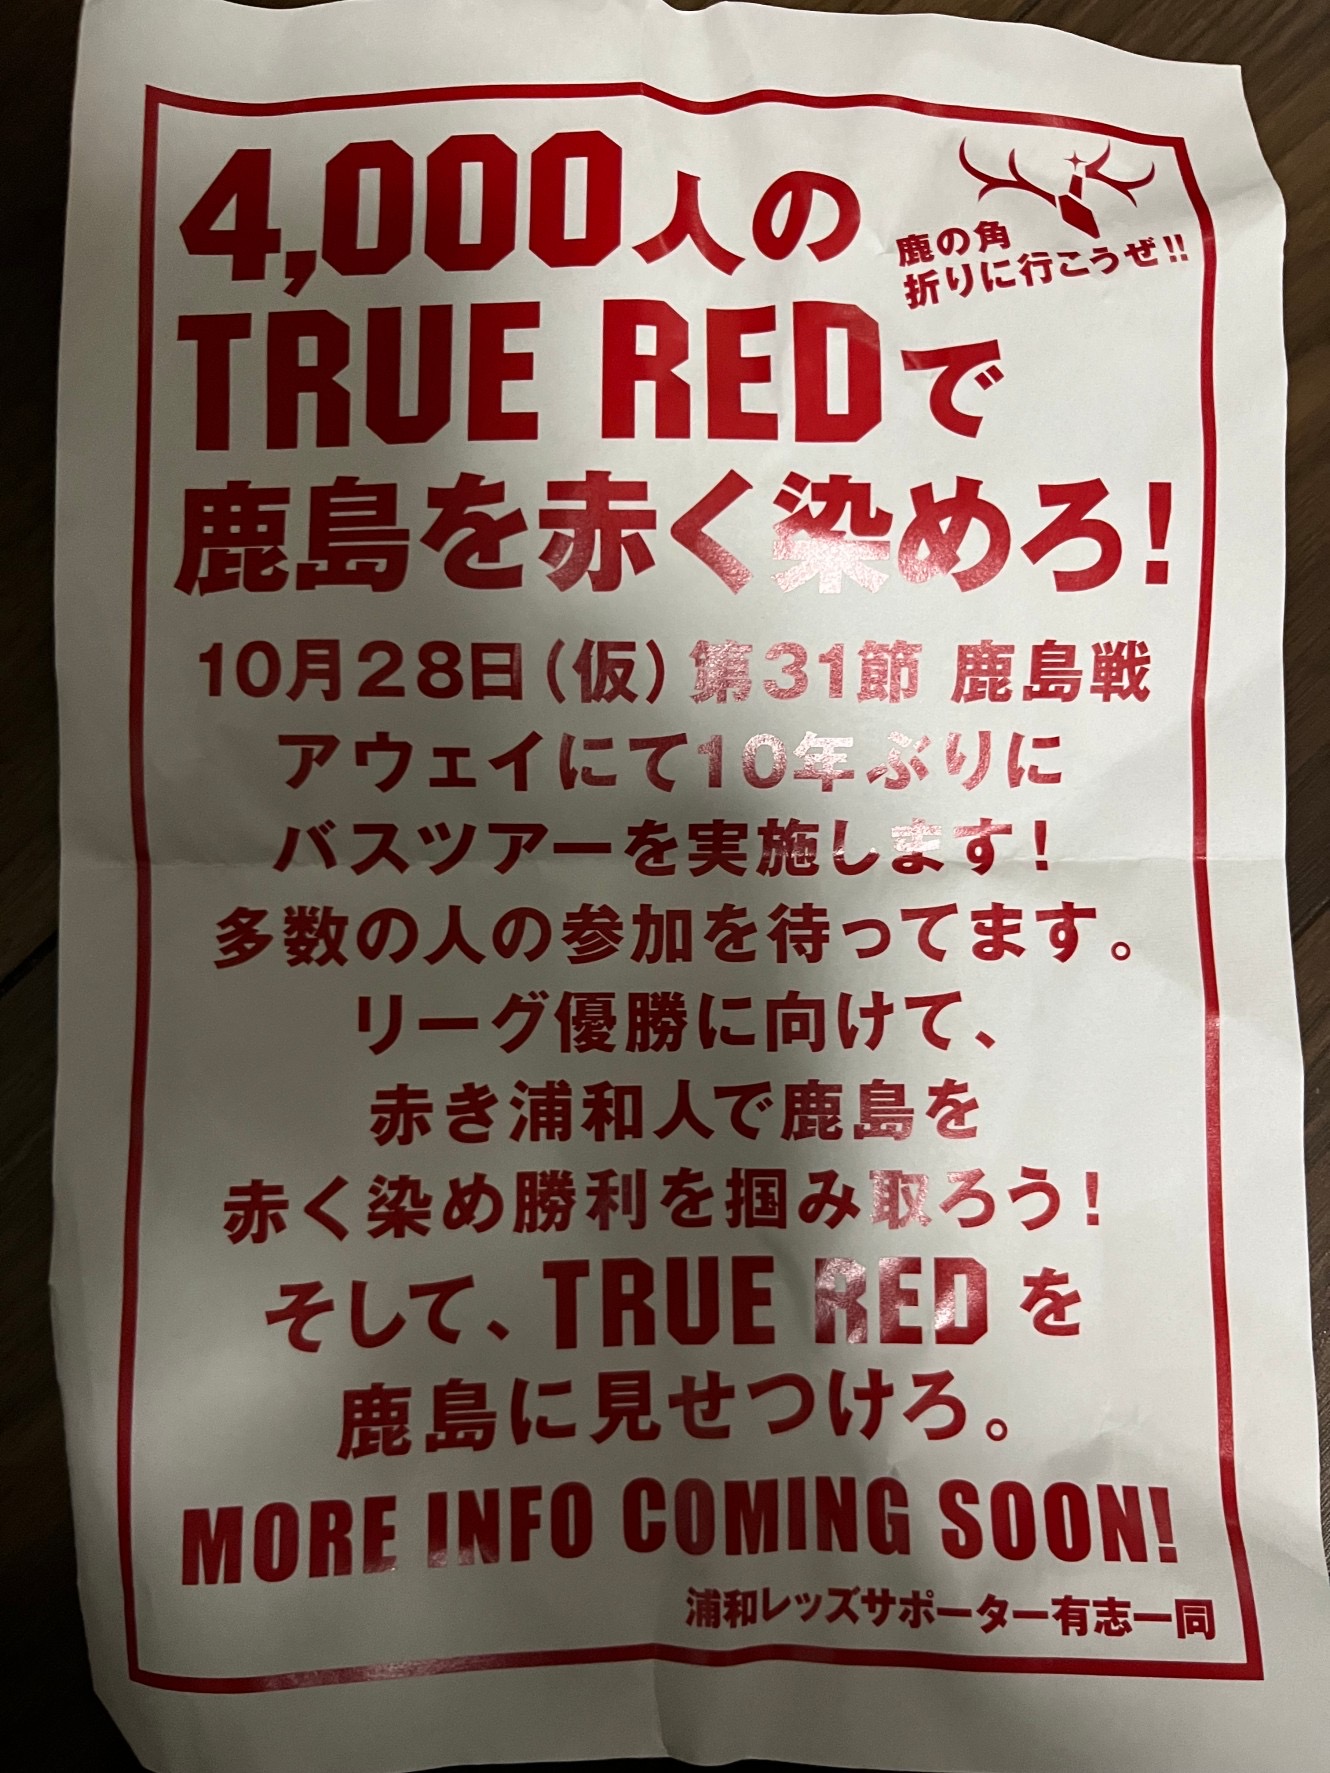 4,000人の
鹿の角
折りに行こうぜ!!
TRUE REDで
鹿島を赤く染めろ!
10月28日(仮) 第31節 鹿島戦
アウェイにて10年ぶりに
バスツアーを実施します!
多数の人の参加を待ってます。
リーグ優勝に向けて、
赤き浦和人で鹿島を
赤く染め勝利を掴み取ろう!
そして、TRUE REDを
鹿島に見せつけろ。
MORE INFO COMING SOON!
浦和レッズサポーター有志一同